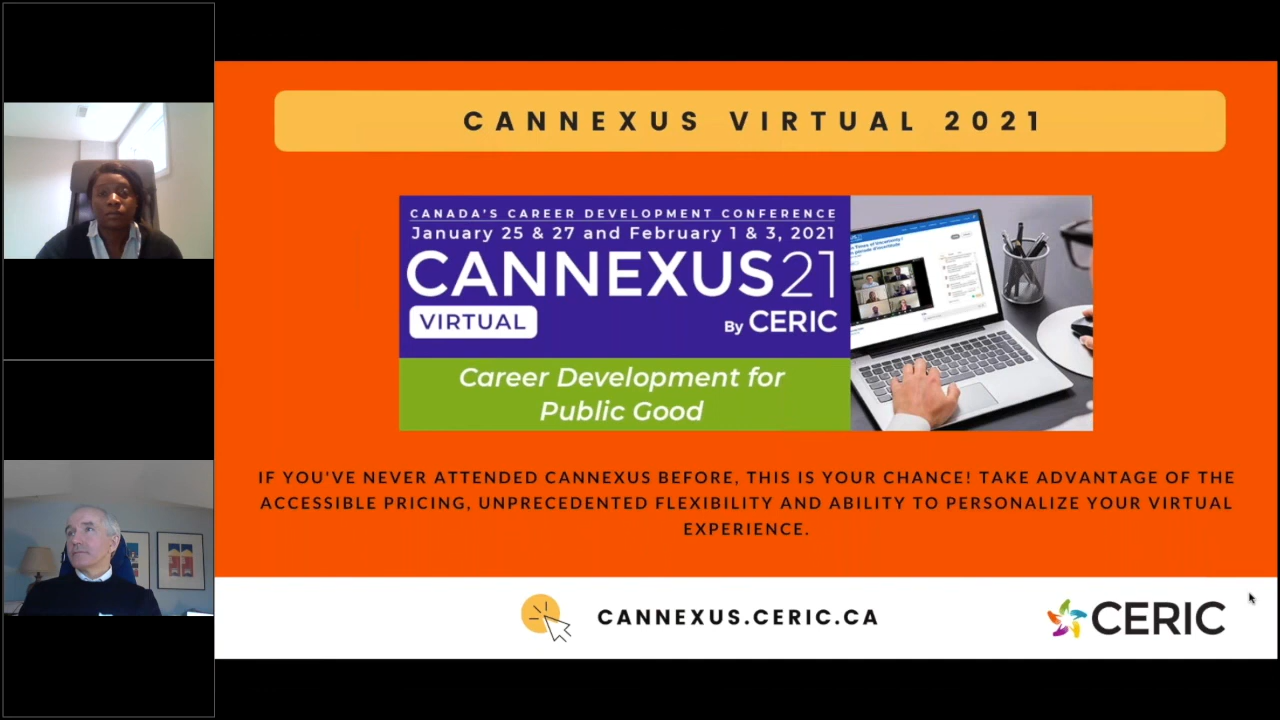 CANNEXUS VIRTUAL 2021
CANADA'S CAREER DEVELOPMENT CONFERENCE
January 25 & 27 and February 1 & 3, 2021
CANNEXUS21
VIRTUAL
By CERIC
Career Development for
Public Good
IF YOU'VE NEVER ATTENDED CANNEXUS BEFORE, THIS IS YOUR CHANCE! TAKE ADVANTAGE OF THE
ACCESSIBLE PRICING, UNPRECEDENTED FLEXIBILITY AND ABILITY TO PERSONALIZE YOUR VIRTUAL
EXPERIENCE.
CANNEXUS.CERIC.CA
CERIC